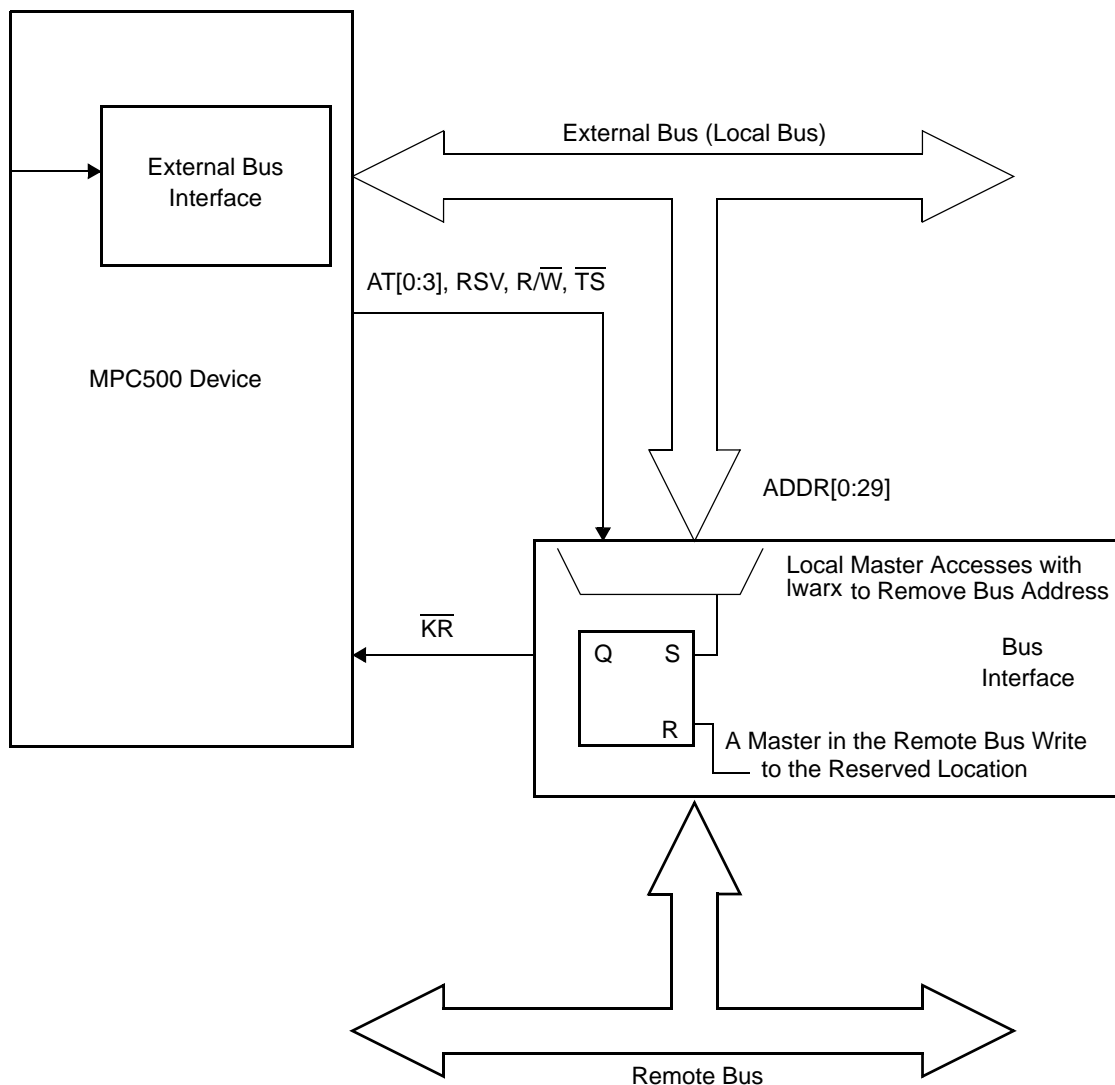 External Bus (Local Bus)
External Bus
Interface
AT[0:3], RSV, R/W̅, T̅S̅
MPC500 Device
ADDR[0:29]
Local Master Accesses with
lwarx to Remove Bus Address
K̅R̅
Q
S
Bus
Interface
R
A Master in the Remote Bus Write
to the Reserved Location
Remote Bus